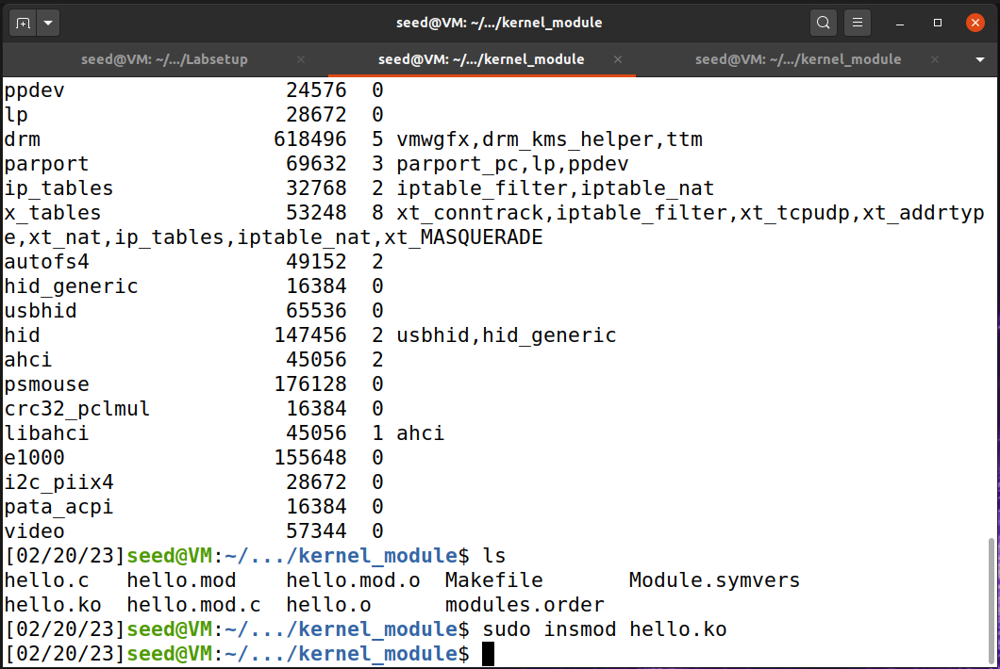 seed@VM: ~/.../kernel_module
seed@VM: ~/.../Labsetup
seed@VM: ~/.../kernel_module
seed@VM: ~/.../kernel_module
ppdev                  24576  0
lp                     28672  0
drm                   618496  5 vmwgfx,drm_kms_helper,ttm
parport                69632  3 parport_pc,lp,ppdev
ip_tables              32768  2 iptable_filter,iptable_nat
x_tables               53248  8 xt_conntrack,iptable_filter,xt_tcpudp,xt_addrtyp
e,xt_nat,ip_tables,iptable_nat,xt_MASQUERADE
autofs4                49152  2
hid_generic            16384  0
usbhid                 65536  0
hid                   147456  2 usbhid,hid_generic
ahci                   45056  2
psmouse               176128  0
crc32_pclmul           16384  0
libahci                45056  1 ahci
e1000                 155648  0
i2c_piix4              28672  0
pata_acpi              16384  0
video                  57344  0
[02/20/23]seed@VM:~/.../kernel_module$ ls
hello.c   hello.mod    hello.mod.o  Makefile       Module.symvers
hello.ko  hello.mod.c  hello.o      modules.order
[02/20/23]seed@VM:~/.../kernel_module$ sudo insmod hello.ko
[02/20/23]seed@VM:~/.../kernel_module$